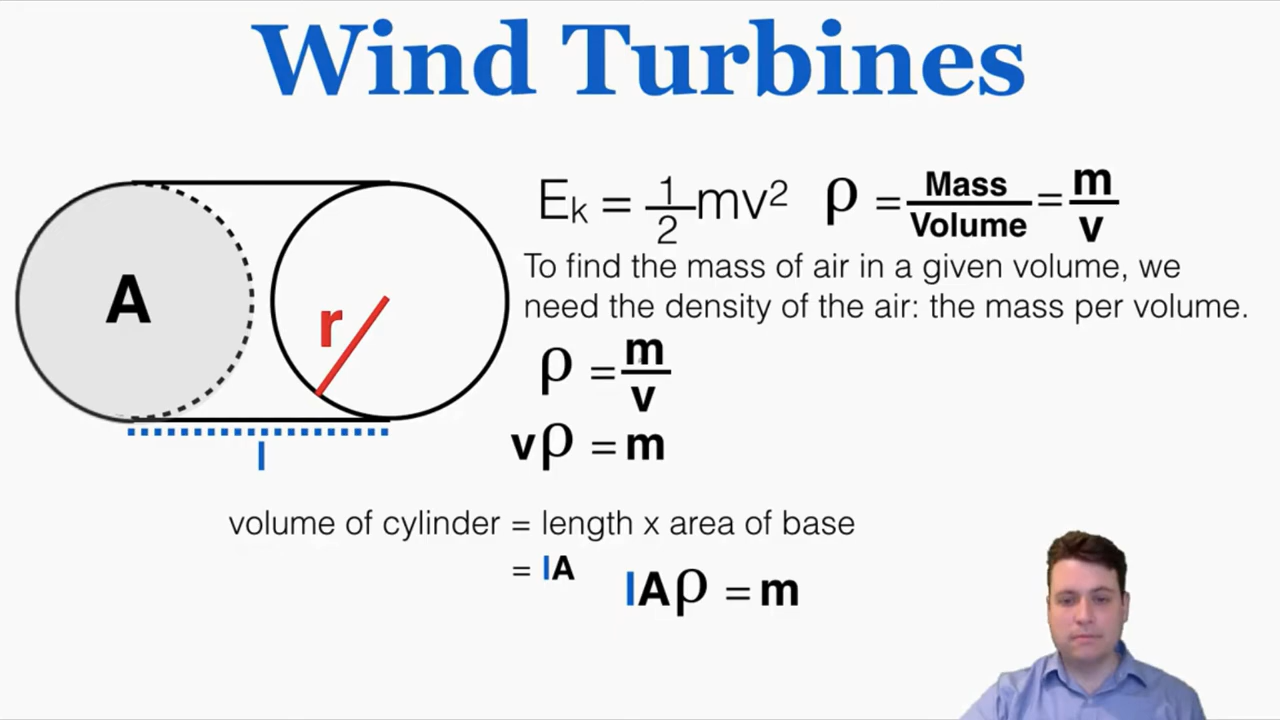 Wind Turbines
A
r
l
Eₖ = 1/2 mv² ρ = Mass/Volume = m/v
To find the mass of air in a given volume, we
need the density of the air: the mass per volume.
ρ = m/v
vρ = m
volume of cylinder = length x area of base
= lA
lAρ = m